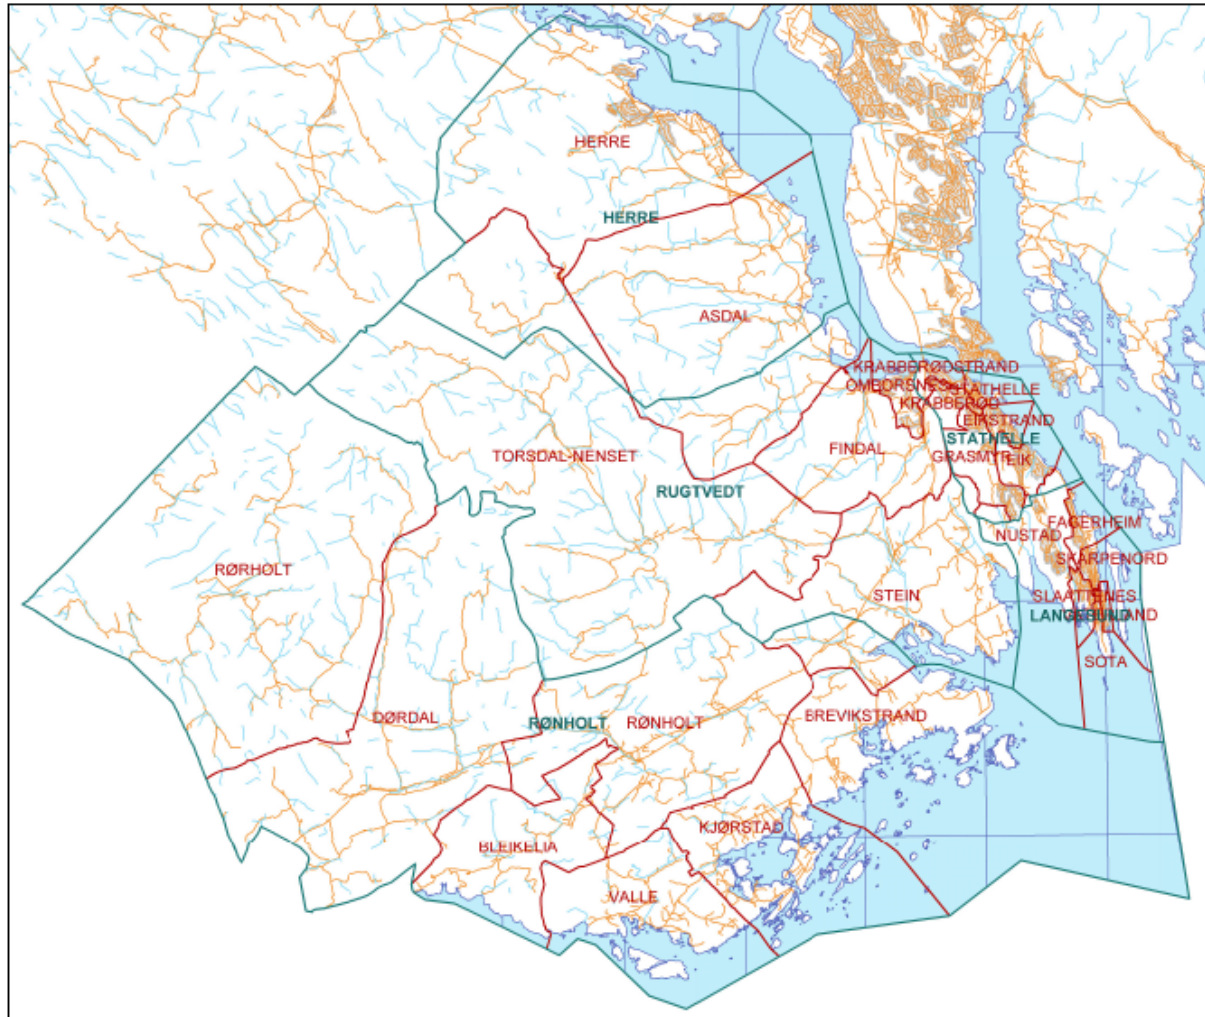 HERRE
HERRE
ASDAL
KRABBERØDSTRAND
STATHELLE
KRABBERØD
EIKSTRAND
STATHELLE
FINDAL
GRASMYR
EIK
TORSDAL-NENSET
RUGTVEDT
FAGERHEIM
NUSTAD
SKARPENORD
RØRHOLT
STEIN
SLAATTENES
LANGESUND
SOTA
DØRDAL
RØNHOLT
RØNHOLT
BREVIKSTRAND
KJØRSTAD
BLEIKELIA
VALLE